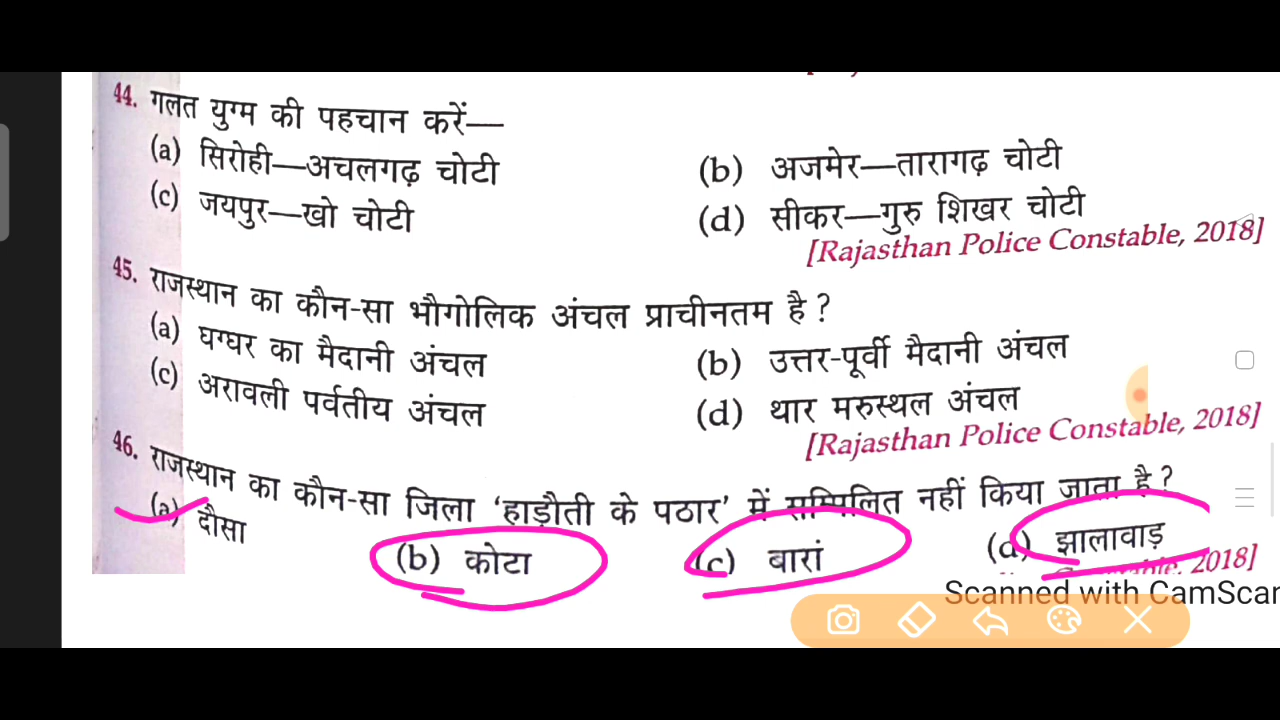 44. गलत युग्म की पहचान करें—
(a) सिरोही—अचलगढ़ चोटी (b) अजमेर—तारागढ़ चोटी
(c) जयपुर—खो चोटी (d) सीकर—गुरु शिखर चोटी
[Rajasthan Police Constable, 2018]
45. राजस्थान का कौन-सा भौगोलिक अंचल प्राचीनतम है ?
(a) घग्घर का मैदानी अंचल (b) उत्तर-पूर्वी मैदानी अंचल
(c) अरावली पर्वतीय अंचल (d) थार मरुस्थल अंचल
[Rajasthan Police Constable, 2018]
46. राजस्थान का कौन-सा जिला ‘हाड़ौती के पठार’ में सम्मिलित नहीं किया जाता है ?
(a) दौसा (b) कोटा (c) बारां (d) झालावाड़
Constable, 2018]
Scanned with CamScan